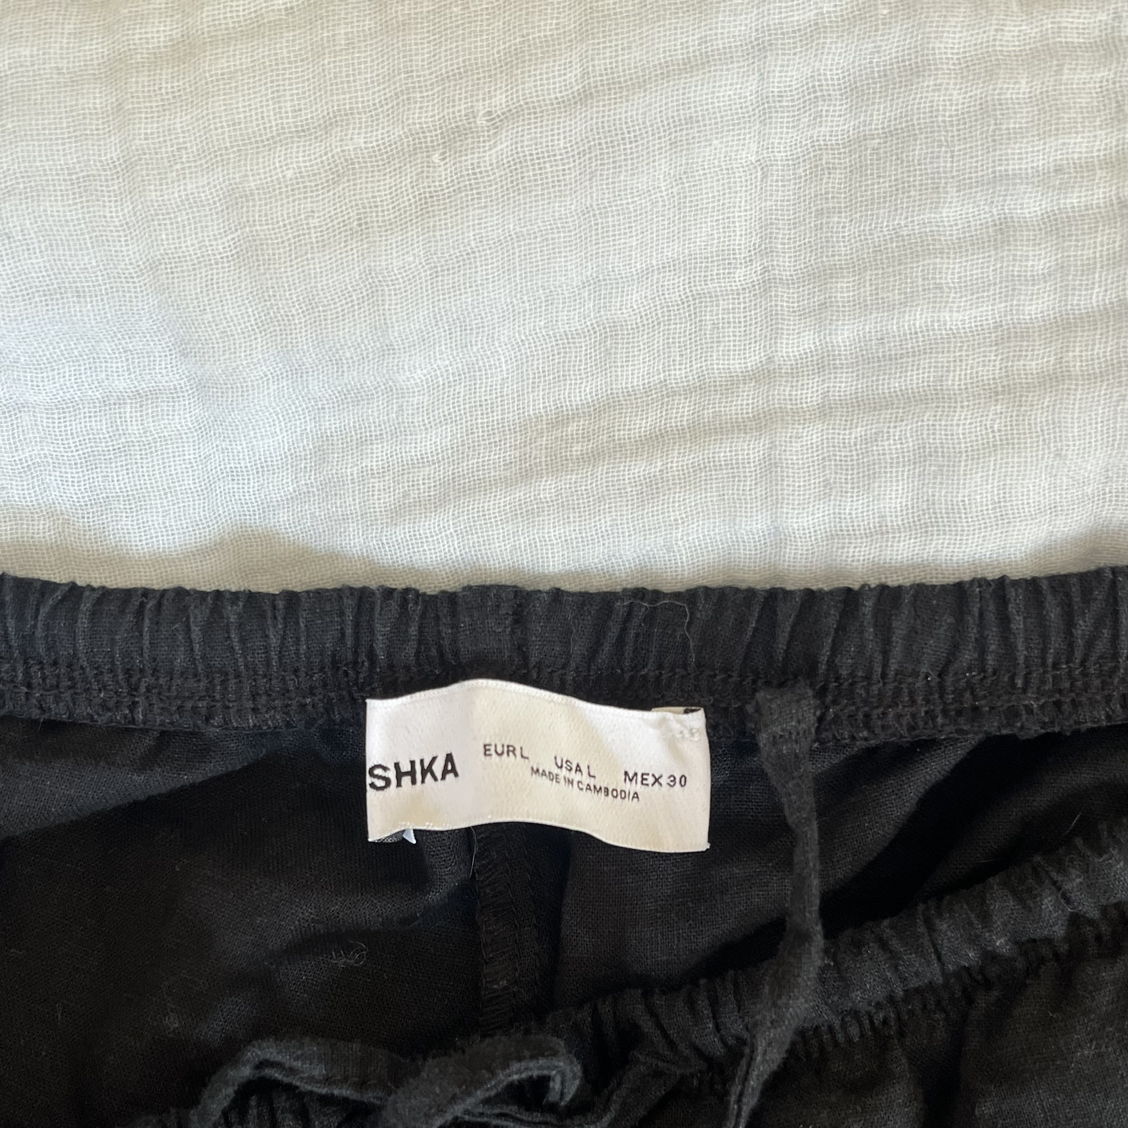 SHKA
EUR L USA L MEX 30
MADE IN CAMBODIA